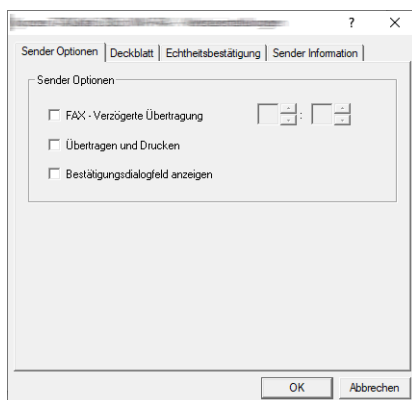 ?
Sender Optionen Deckblatt Echtheitsbestätigung Sender Information
Sender Optionen
FAX - Verzögerte Übertragung :
Übertragen und Drucken
Bestätigungsdialogfeld anzeigen
OK Abbrechen